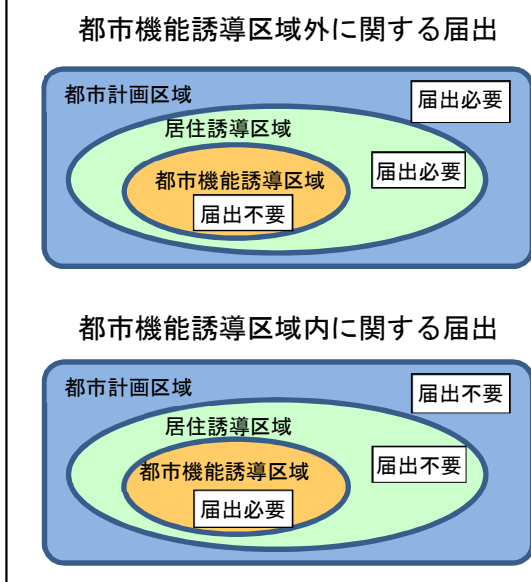 都市機能誘導区域外に関する届出
都市計画区域
届出必要
居住誘導区域
届出必要
都市機能誘導区域
届出不要
都市機能誘導区域内に関する届出
都市計画区域
届出不要
居住誘導区域
届出不要
都市機能誘導区域
届出必要